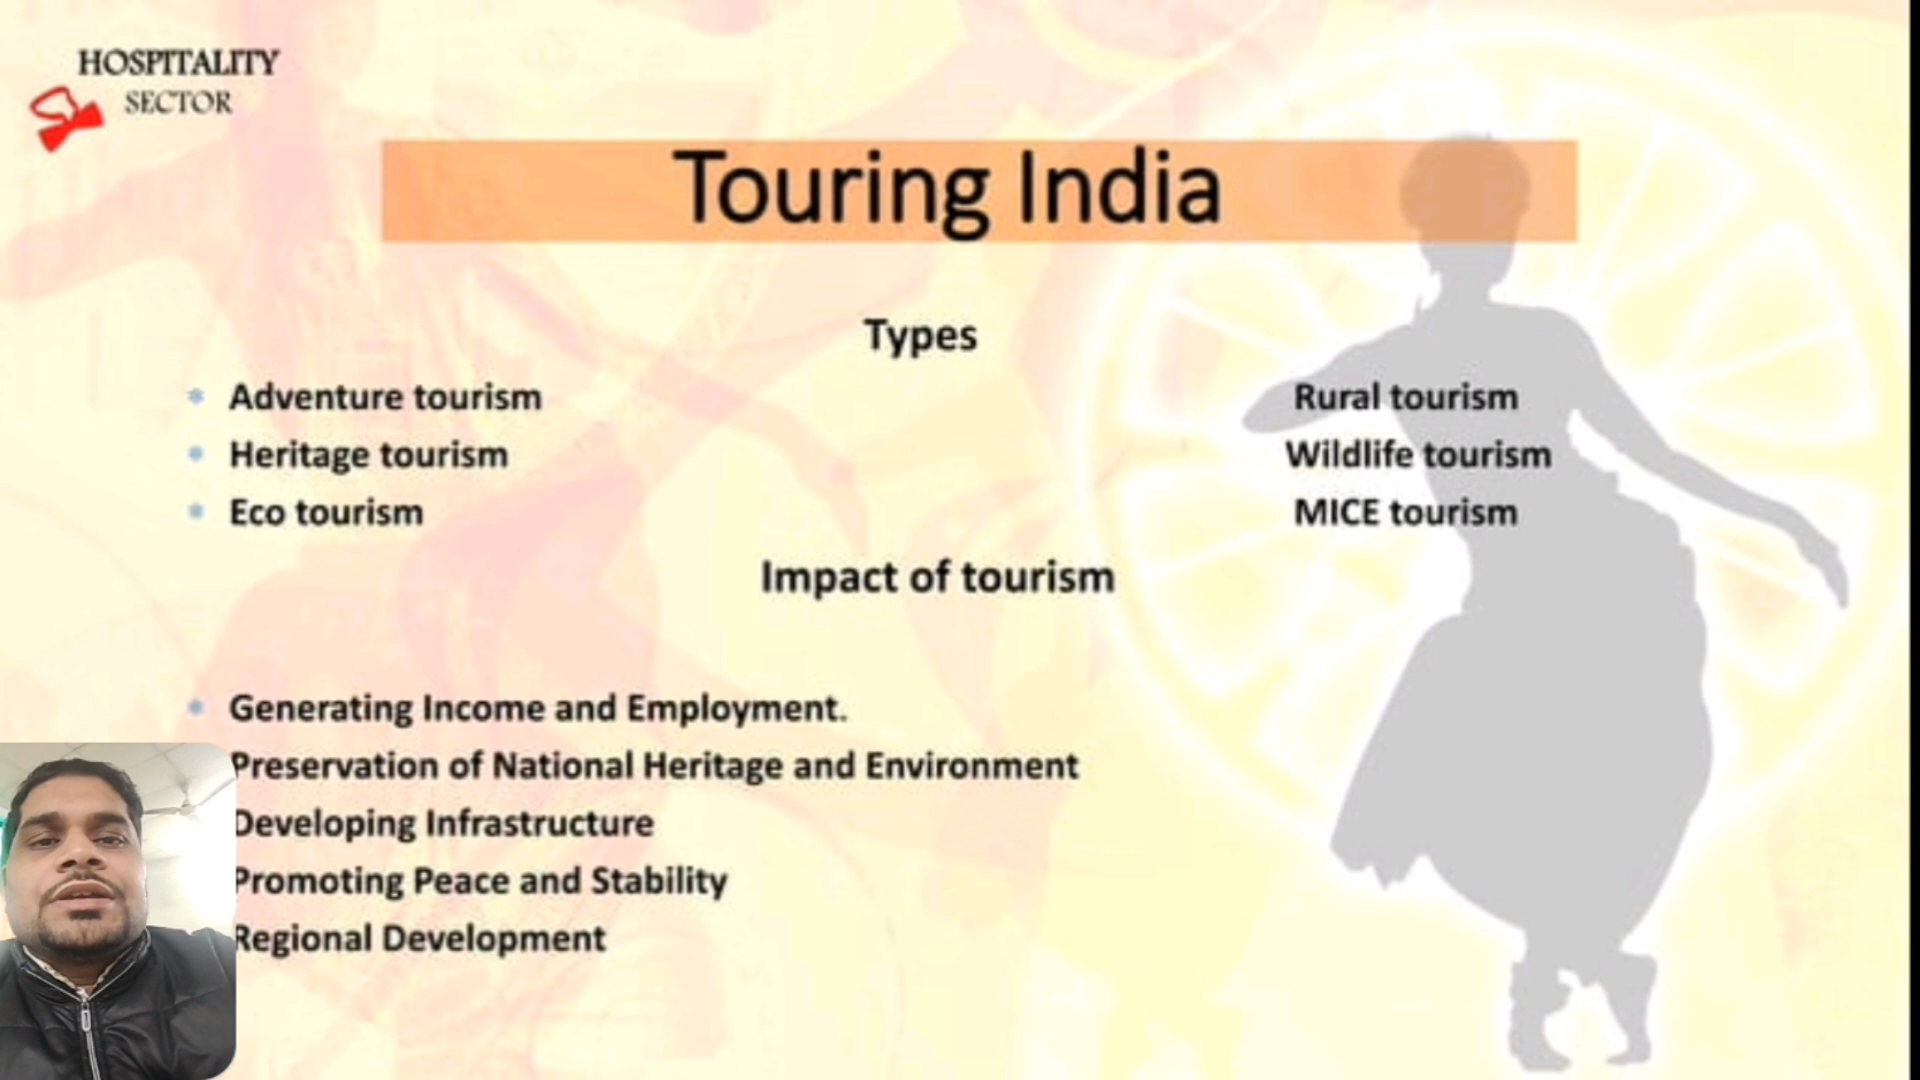 HOSPITALITY
SECTOR
Touring India
Types
Adventure tourism Rural tourism
Heritage tourism Wildlife tourism
Eco tourism MICE tourism
Impact of tourism
Generating Income and Employment.
Preservation of National Heritage and Environment
Developing Infrastructure
Promoting Peace and Stability
Regional Development